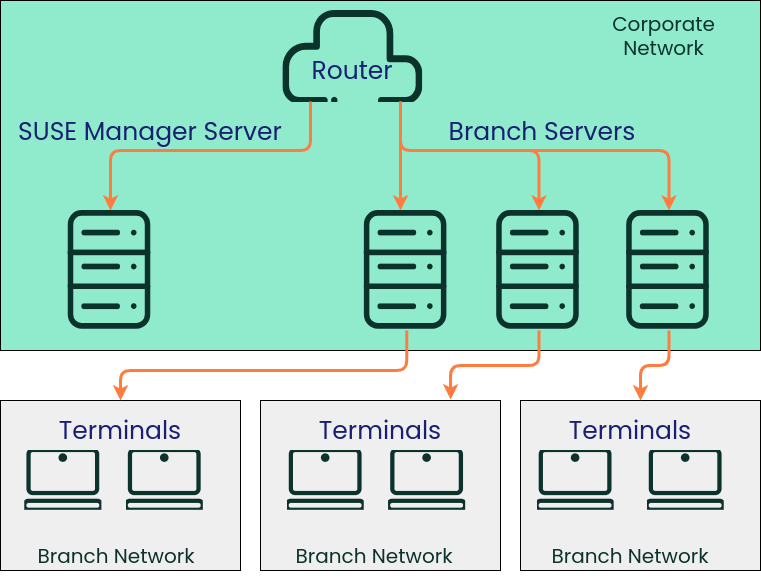 Corporate
Network
Router
SUSE Manager Server
Branch Servers
Terminals
Terminals
Terminals
Branch Network
Branch Network
Branch Network